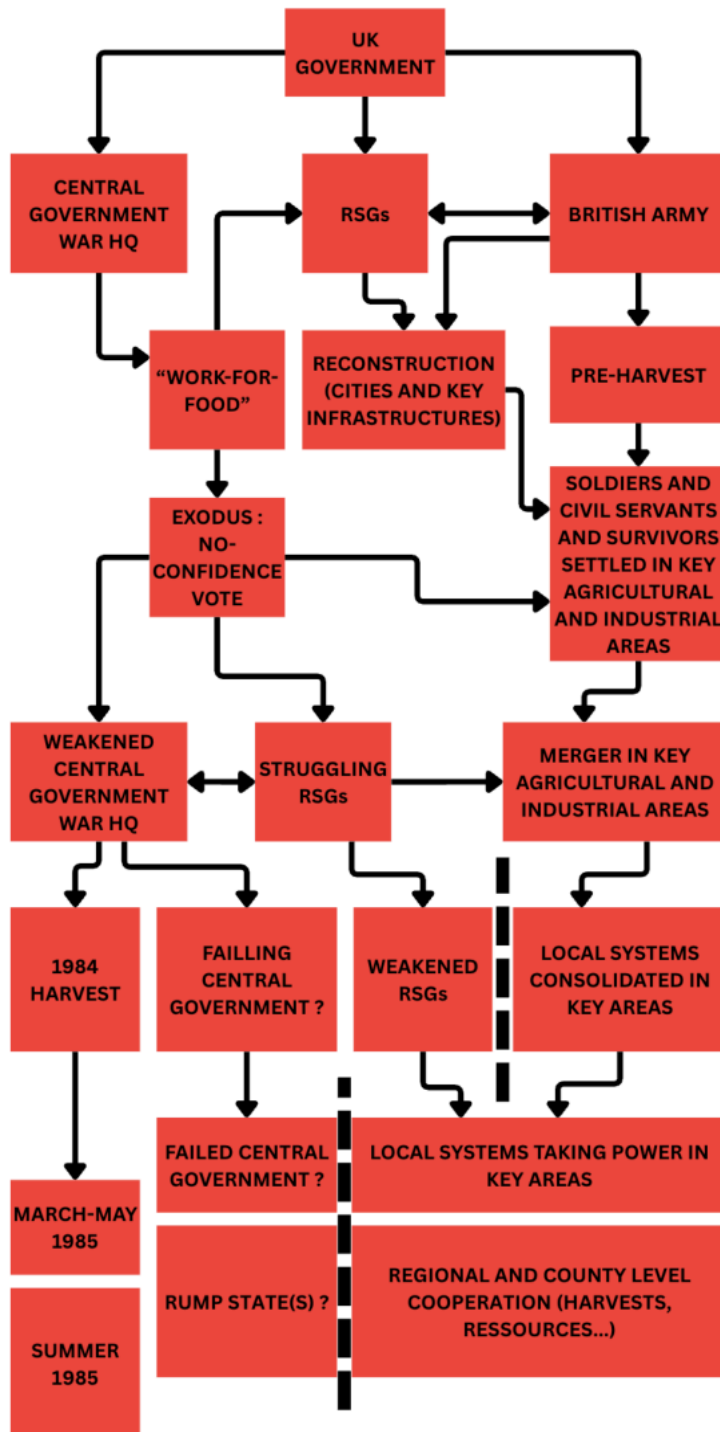 UK
GOVERNMENT
CENTRAL
GOVERNMENT
WAR HQ
RSGs
BRITISH ARMY
“WORK-FOR-
FOOD”
RECONSTRUCTION
(CITIES AND KEY
INFRASTRUCTURES)
PRE-HARVEST
EXODUS :
NO-
CONFIDENCE
VOTE
SOLDIERS AND
CIVIL SERVANTS
AND SURVIVORS
SETTLED IN KEY
AGRICULTURAL
AND INDUSTRIAL
AREAS
WEAKENED
CENTRAL
GOVERNMENT
WAR HQ
STRUGGLING
RSGs
MERGER IN KEY
AGRICULTURAL AND
INDUSTRIAL AREAS
1984
HARVEST
FAILLING
CENTRAL
GOVERNMENT ?
WEAKENED
RSGs
LOCAL SYSTEMS
CONSOLIDATED IN
KEY AREAS
FAILED CENTRAL
GOVERNMENT ?
LOCAL SYSTEMS TAKING POWER IN
KEY AREAS
MARCH-MAY
1985
RUMP STATE(S) ?
REGIONAL AND COUNTY LEVEL
COOPERATION (HARVESTS,
RESSOURCES...)
SUMMER
1985